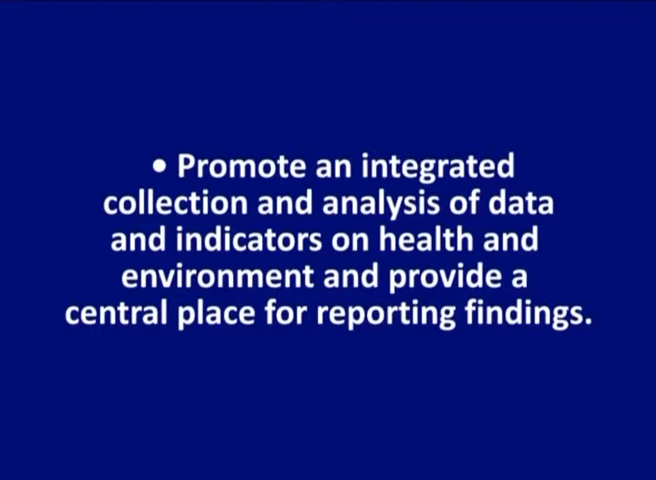 • Promote an integrated
collection and analysis of data
and indicators on health and
environment and provide a
central place for reporting findings.